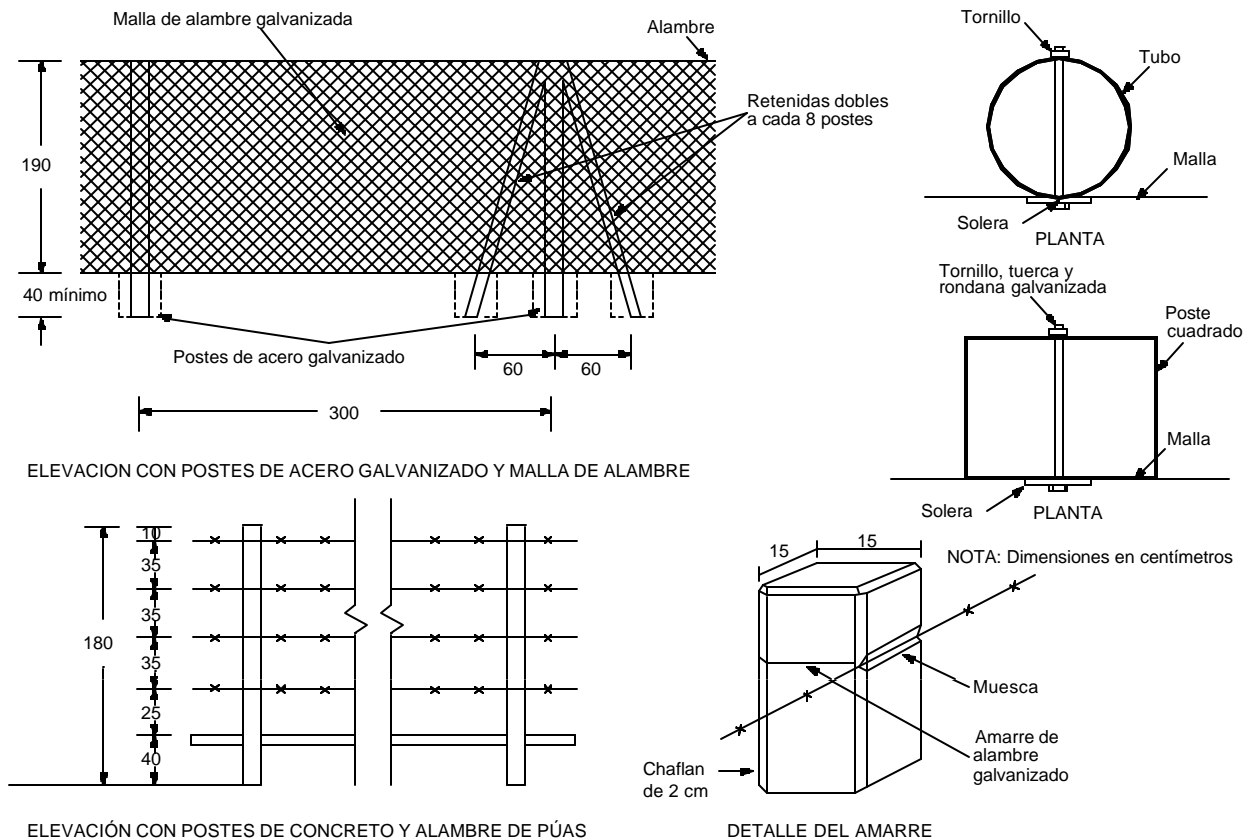 Malla de alambre galvanizada
Alambre
190
Retenidas dobles
a cada 8 postes
40 mínimo
Postes de acero galvanizado
60
60
300
ELEVACION CON POSTES DE ACERO GALVANIZADO Y MALLA DE ALAMBRE
Tornillo
Tubo
Malla
Solera
PLANTA
Tornillo, tuerca y
rondana galvanizada
Poste
cuadrado
Malla
Solera
PLANTA
10
35
35
180
35
25
40
ELEVACIÓN CON POSTES DE CONCRETO Y ALAMBRE DE PÚAS
15
15
NOTA: Dimensiones en centímetros
Muesca
Amarre de
alambre
galvanizado
Chaflan
de 2 cm
DETALLE DEL AMARRE